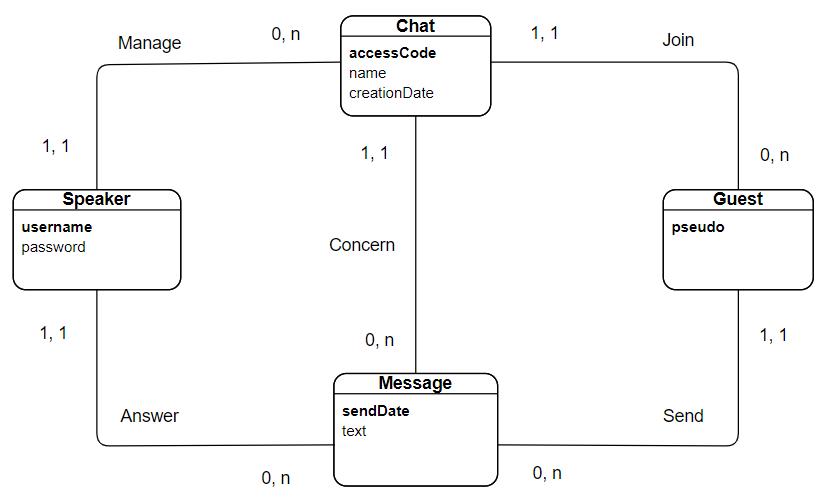 Chat
accessCode
name
creationDate
Manage
0, n
1, 1
Join
1, 1
1, 1
0, n
Speaker
username
password
Guest
pseudo
Concern
1, 1
0, n
1, 1
Message
sendDate
text
Answer
Send
0, n
0, n